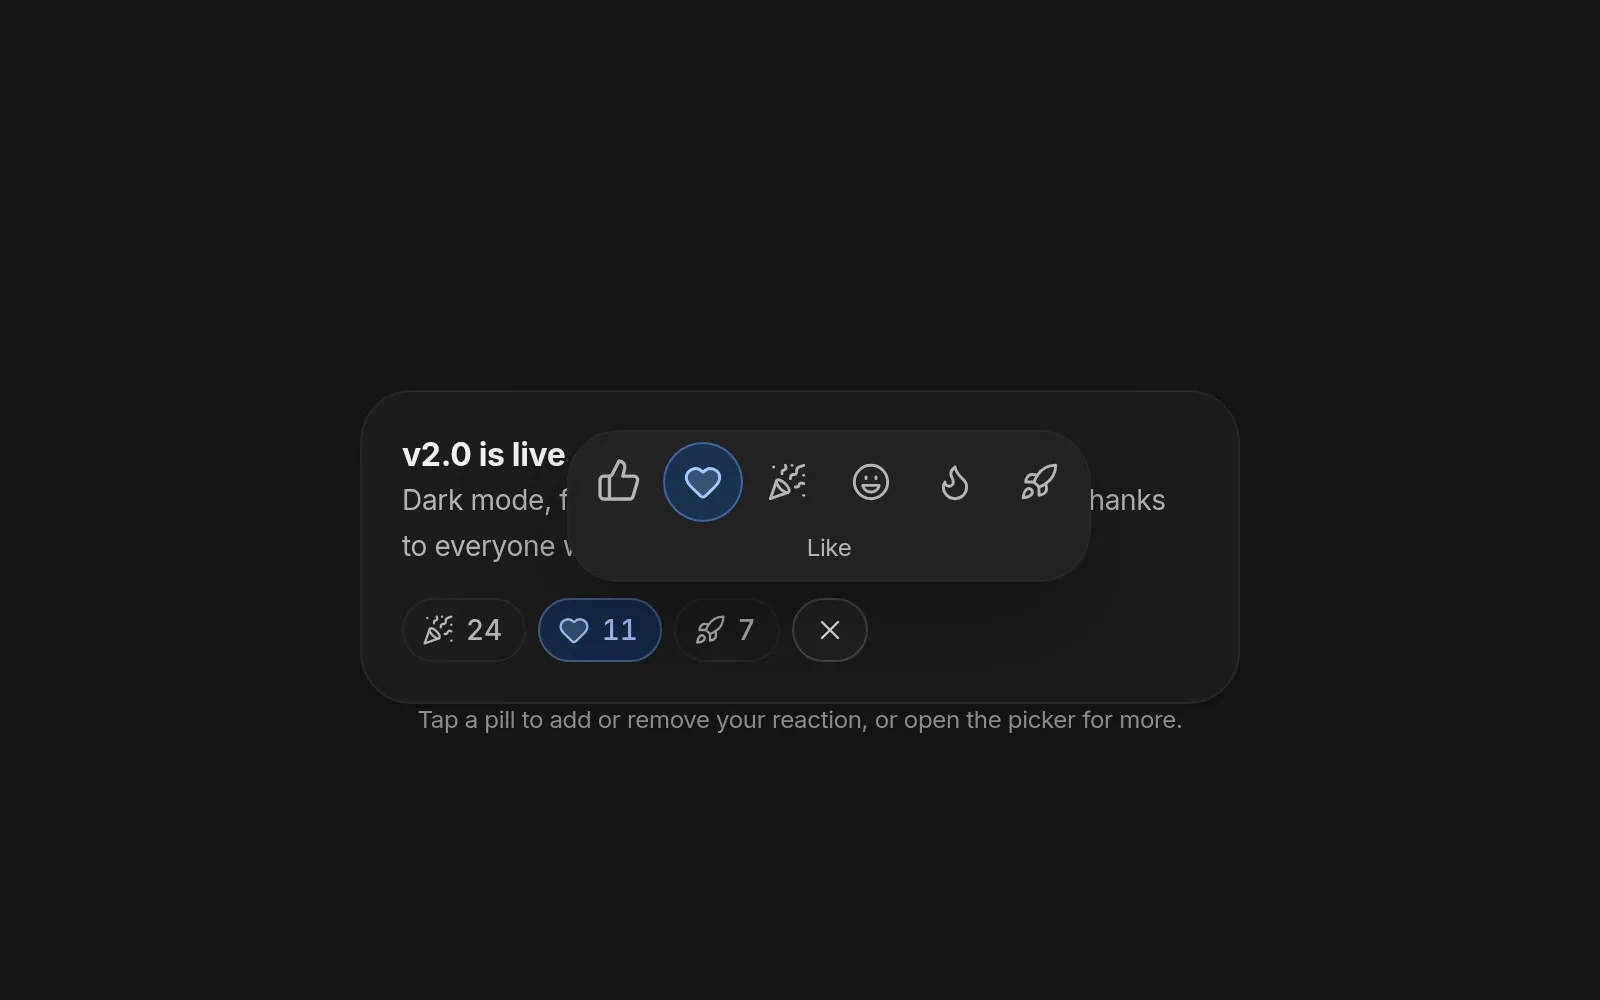 v2.0 is live
Dark mode,
hanks
to everyone
Like
24
11
7
Tap a pill to add or remove your reaction, or open the picker for more.